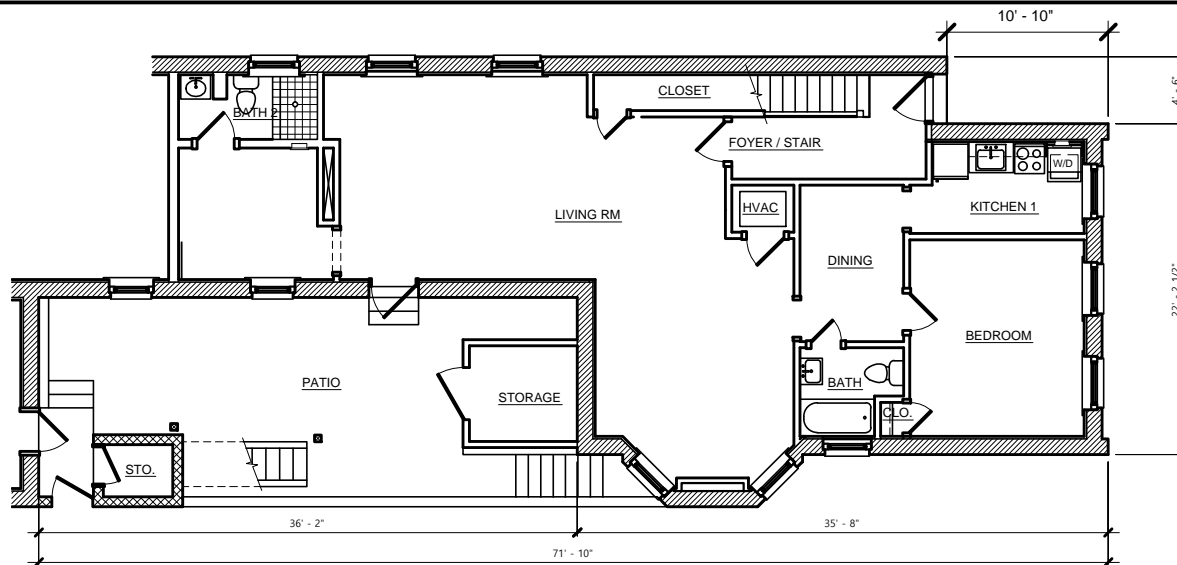 10' - 10"
4' - 6"
CLOSET
BATH 2
FOYER / STAIR
W/D
HVAC
KITCHEN 1
LIVING RM
DINING
22' - 2 1/2"
BEDROOM
PATIO
BATH
STORAGE
CLO.
STO.
36' - 2"
35' - 8"
71' - 10"